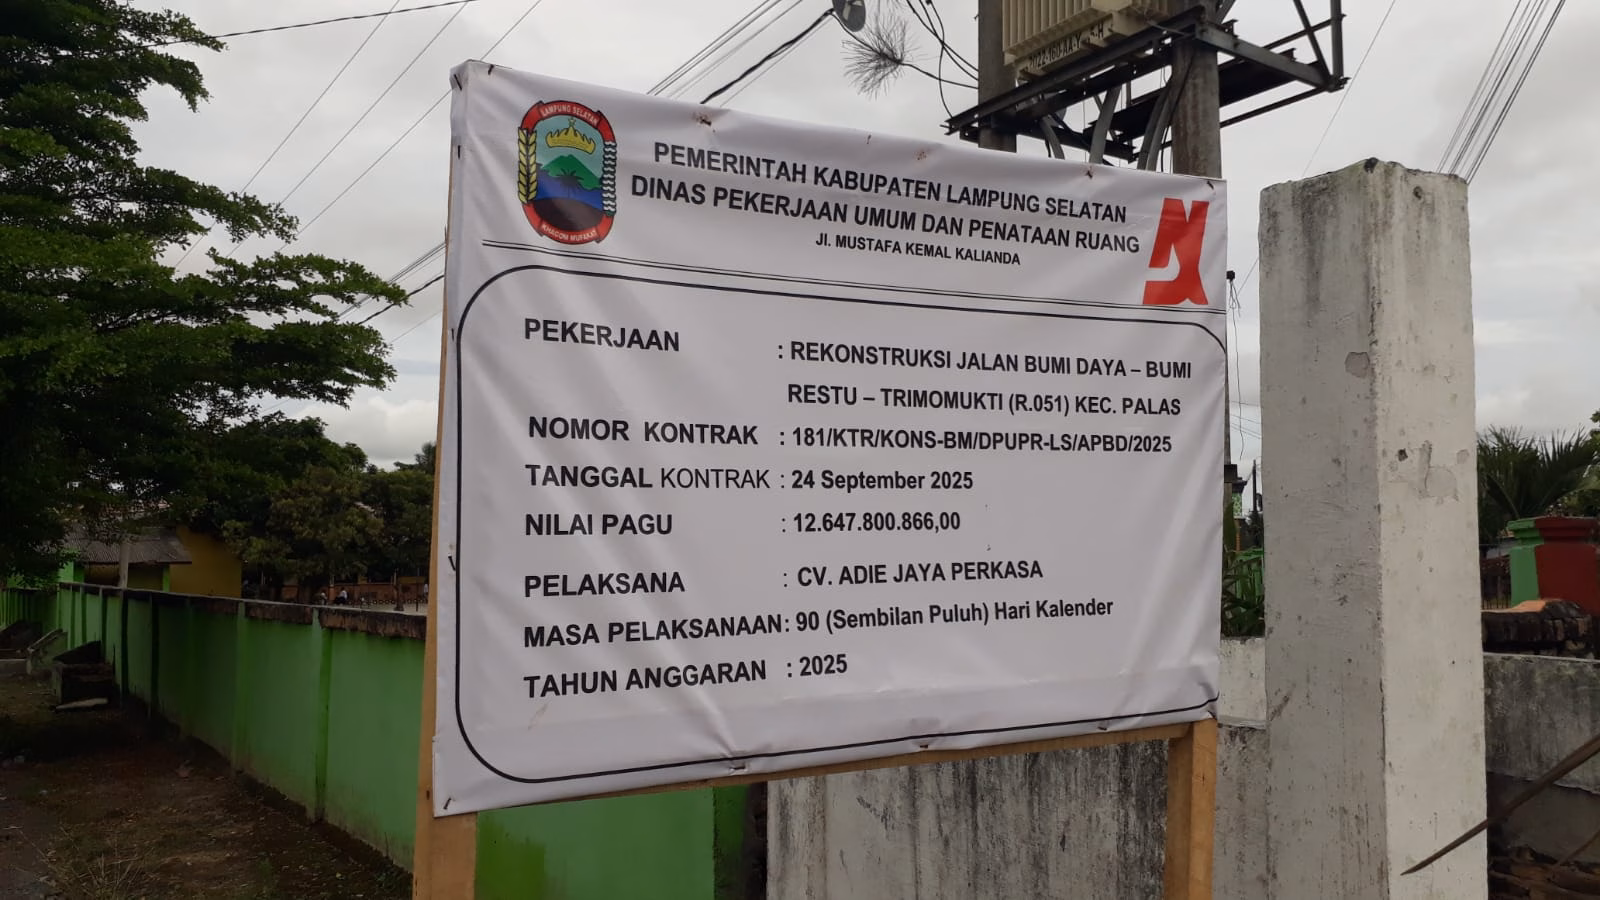 LAMPUNG SELATAN
KHAGOM MUFAKAT
PEMERINTAH KABUPATEN LAMPUNG SELATAN
DINAS PEKERJAAN UMUM DAN PENATAAN RUANG
Jl. MUSTAFA KEMAL KALIANDA
PEKERJAAN : REKONSTRUKSI JALAN BUMI DAYA – BUMI
RESTU – TRIMOMUKTI (R.051) KEC. PALAS
NOMOR KONTRAK : 181/KTR/KONS-BM/DPUPR-LS/APBD/2025
TANGGAL KONTRAK : 24 September 2025
NILAI PAGU : 12.647.800.866,00
PELAKSANA : CV. ADIE JAYA PERKASA
MASA PELAKSANAAN: 90 (Sembilan Puluh) Hari Kalender
TAHUN ANGGARAN : 2025